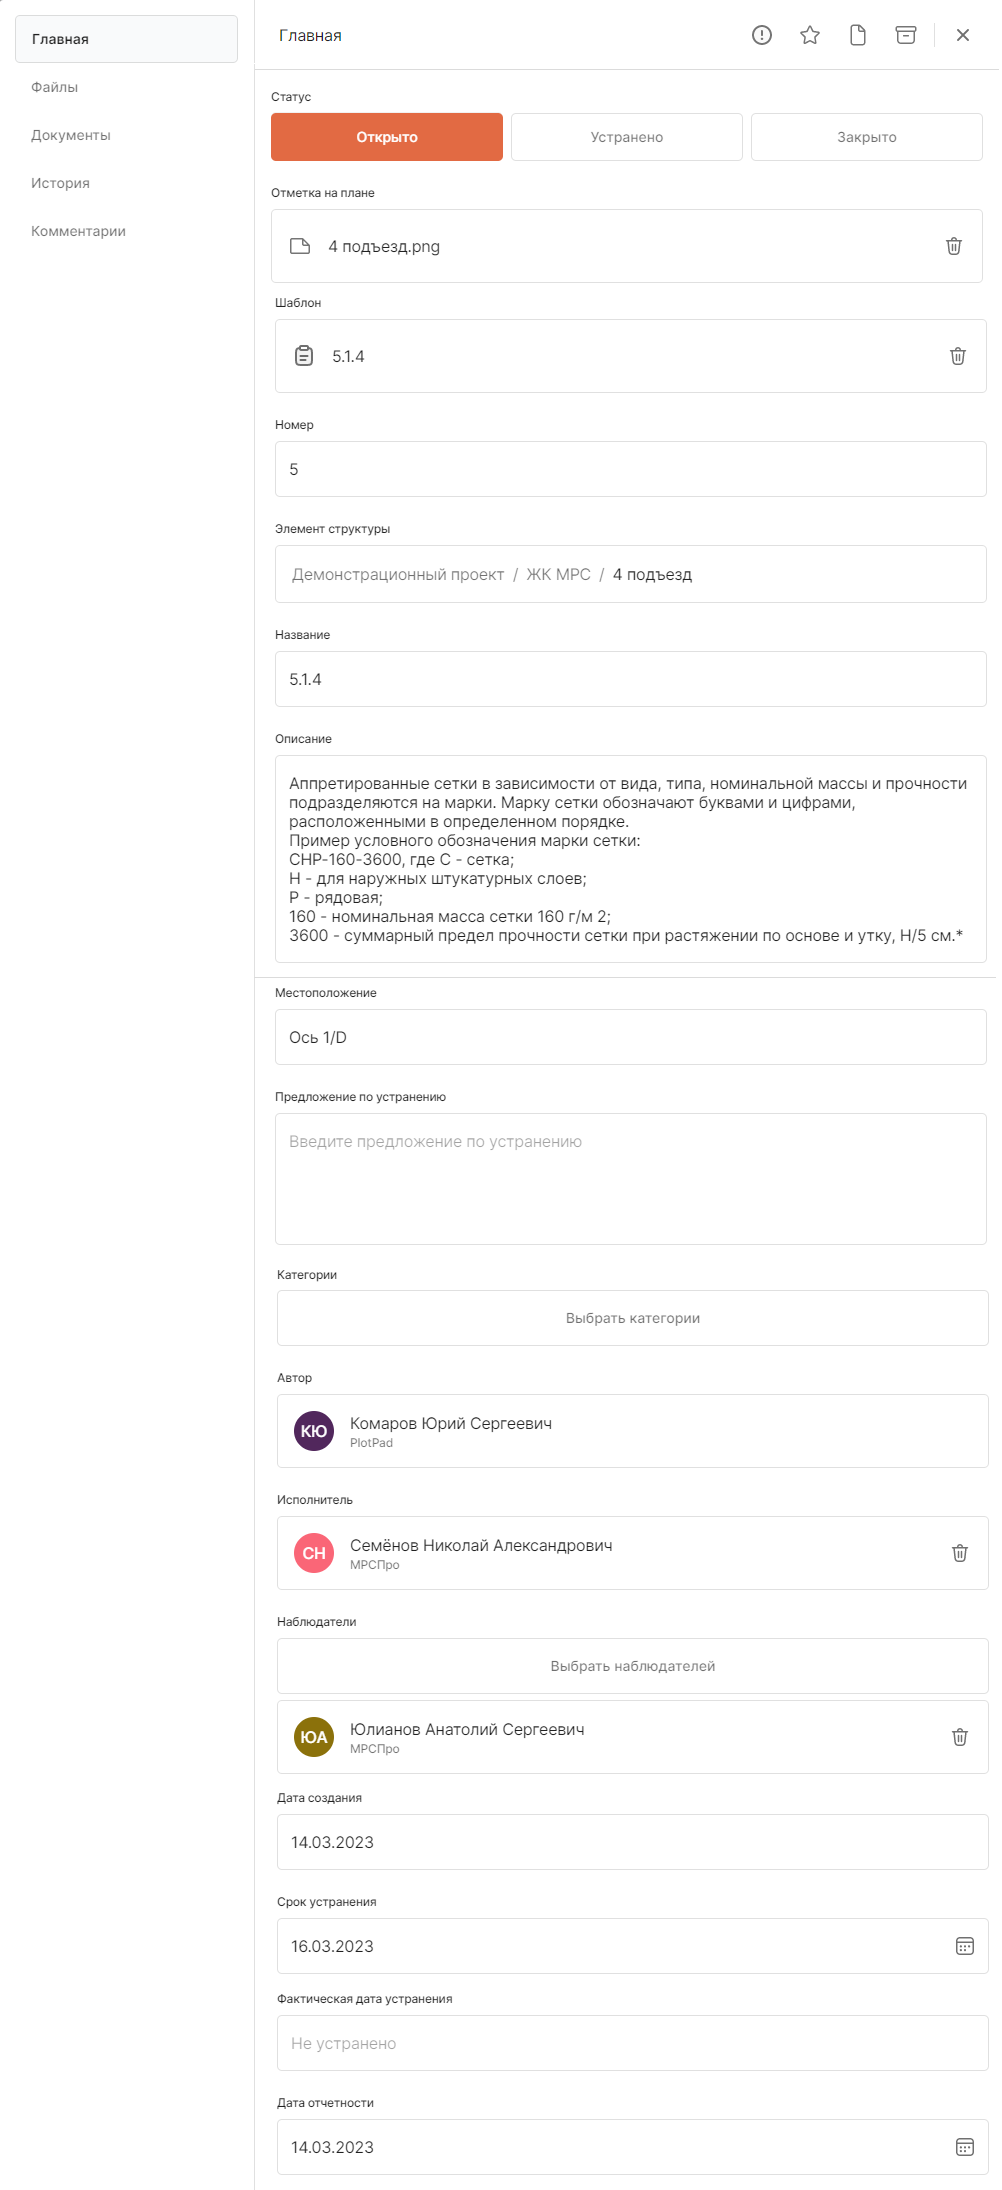 Главная
Файлы
Документы
История
Комментарии
Главная
Статус
Открыто
Устранено
Закрыто
Отметка на плане
4 подъезд.png
Шаблон
5.1.4
Номер
5
Элемент структуры
Демонстрационный проект / ЖК МРС / 4 подъезд
Название
5.1.4
Описание
Аппретированные сетки в зависимости от вида, типа, номинальной массы и прочности
подразделяются на марки. Марку сетки обозначают буквами и цифрами,
расположенными в определенном порядке.
Пример условного обозначения марки сетки:
СНР-160-3600, где С - сетка;
Н - для наружных штукатурных слоев;
Р - рядовая;
160 - номинальная масса сетки 160 г/м 2;
3600 - суммарный предел прочности сетки при растяжении по основе и утку, Н/5 см.*
Местоположение
Ось 1/D
Предложение по устранению
Введите предложение по устранению
Категории
Выбрать категории
Автор
КЮ
Комаров Юрий Сергеевич
PlotPad
Исполнитель
СН
Семёнов Николай Александрович
МРСПро
Наблюдатели
Выбрать наблюдателей
ЮА
Юлианов Анатолий Сергеевич
МРСПро
Дата создания
14.03.2023
Срок устранения
16.03.2023
Фактическая дата устранения
Не устранено
Дата отчетности
14.03.2023